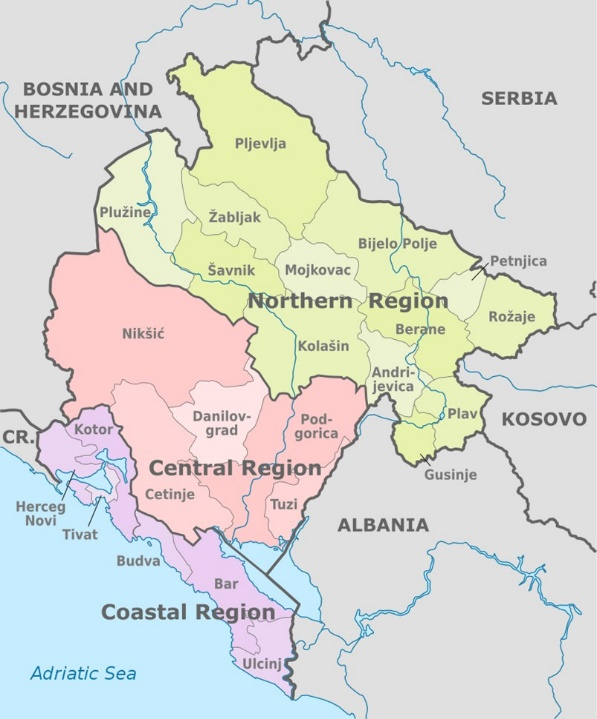 BOSNIA AND
HERZEGOVINA
SERBIA
Pljevlja
Plužine
Žabljak
Bijelo Polje
Petnjica
Šavnik
Mojkovac
Northern Region
Rožaje
Nikšić
Berane
Kolašin
Andri-
jevica
Danilov-
grad
Pod-
gorica
Plav
KOSOVO
CR.
Kotor
Central Region
Gusinje
Cetinje
Tuzi
Herceg
Novi
Tivat
ALBANIA
Budva
Bar
Coastal Region
Ulcinj
Adriatic Sea